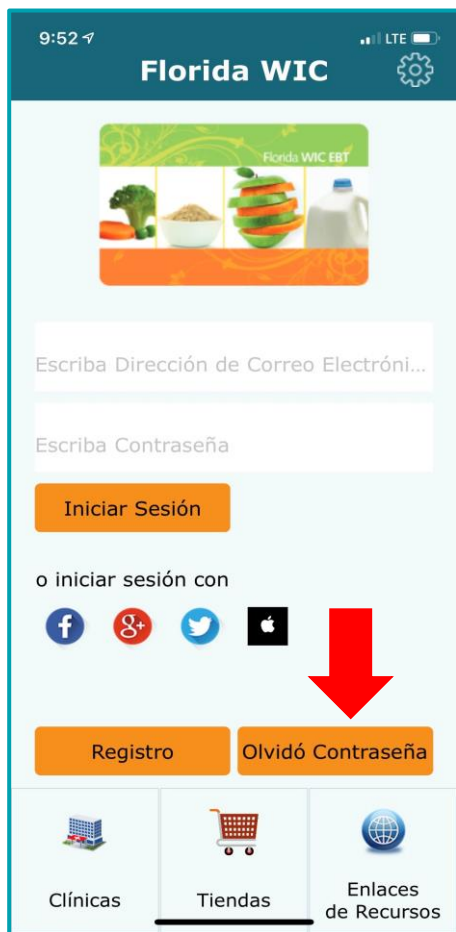 9:52 LTE
Florida WIC
Florida WIC EBT
Escriba Dirección de Correo Electróni...
Escriba Contraseña
Iniciar Sesión
o iniciar sesión con
f g+
Registro Olvidó Contraseña
Clínicas Tiendas Enlaces
de Recursos